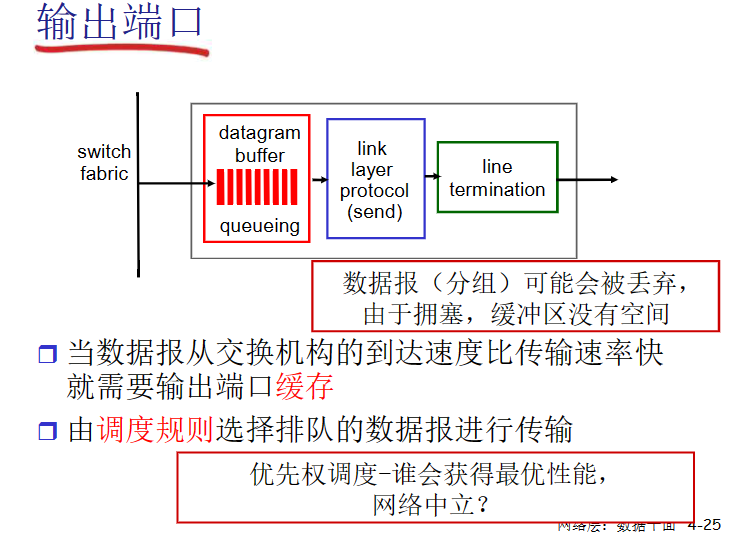 输出端口
switch
fabric
datagram
buffer
queueing
link
layer
protocol
(send)
line
termination
数据报（分组）可能会被丢弃，
由于拥塞，缓冲区没有空间
❒ 当数据报从交换机构的到达速度比传输速率快
就需要输出端口缓存
❒ 由调度规则选择排队的数据报进行传输
优先权调度-谁会获得最优性能，
网络中立？
网络层：数据平面 4-25